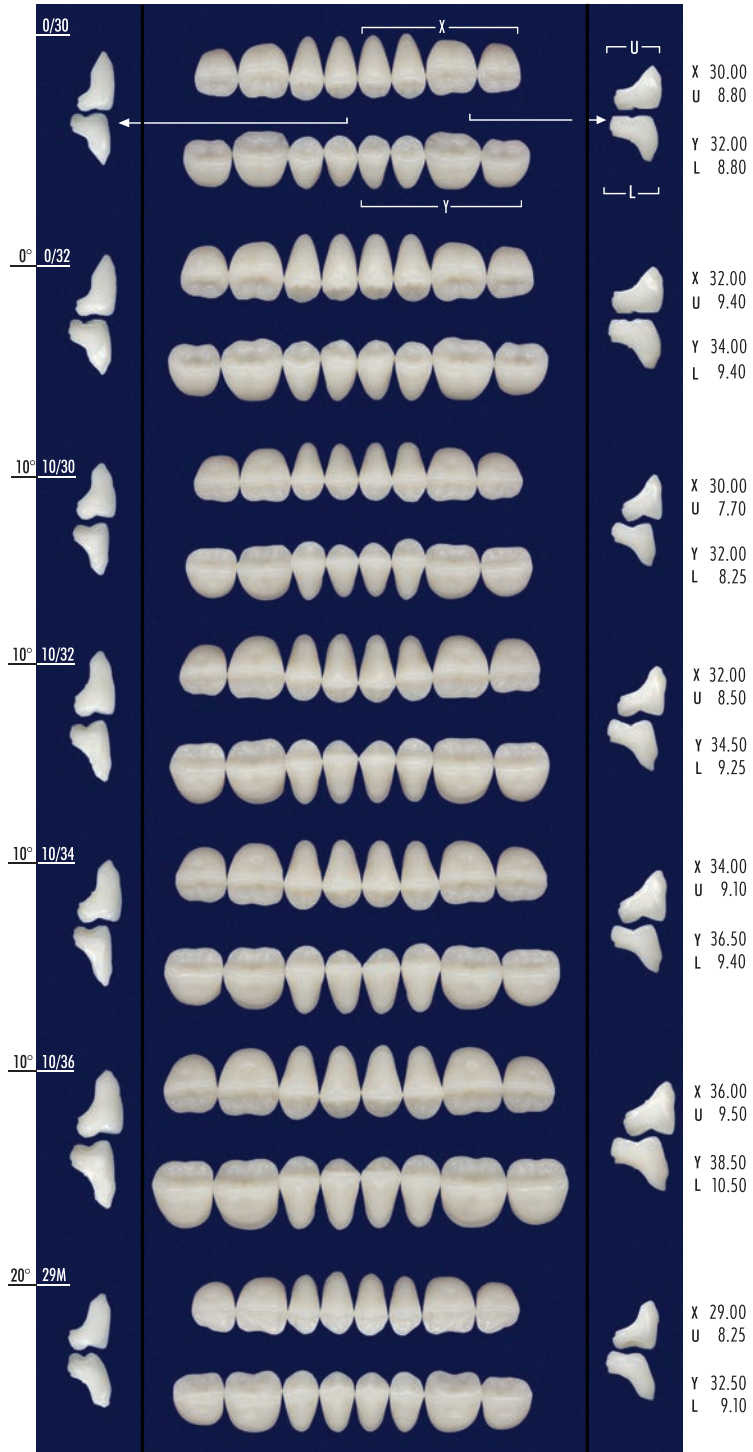 0/30
X
U
X 30.00
U 8.80
Y 32.00
L 8.80
L
Y
0° 0/32
X 32.00
U 9.40
Y 34.00
L 9.40
10° 10/30
X 30.00
U 7.70
Y 32.00
L 8.25
10° 10/32
X 32.00
U 8.50
Y 34.50
L 9.25
10° 10/34
X 34.00
U 9.10
Y 36.50
L 9.40
10° 10/36
X 36.00
U 9.50
Y 38.50
L 10.50
20° 29M
X 29.00
U 8.25
Y 32.50
L 9.10